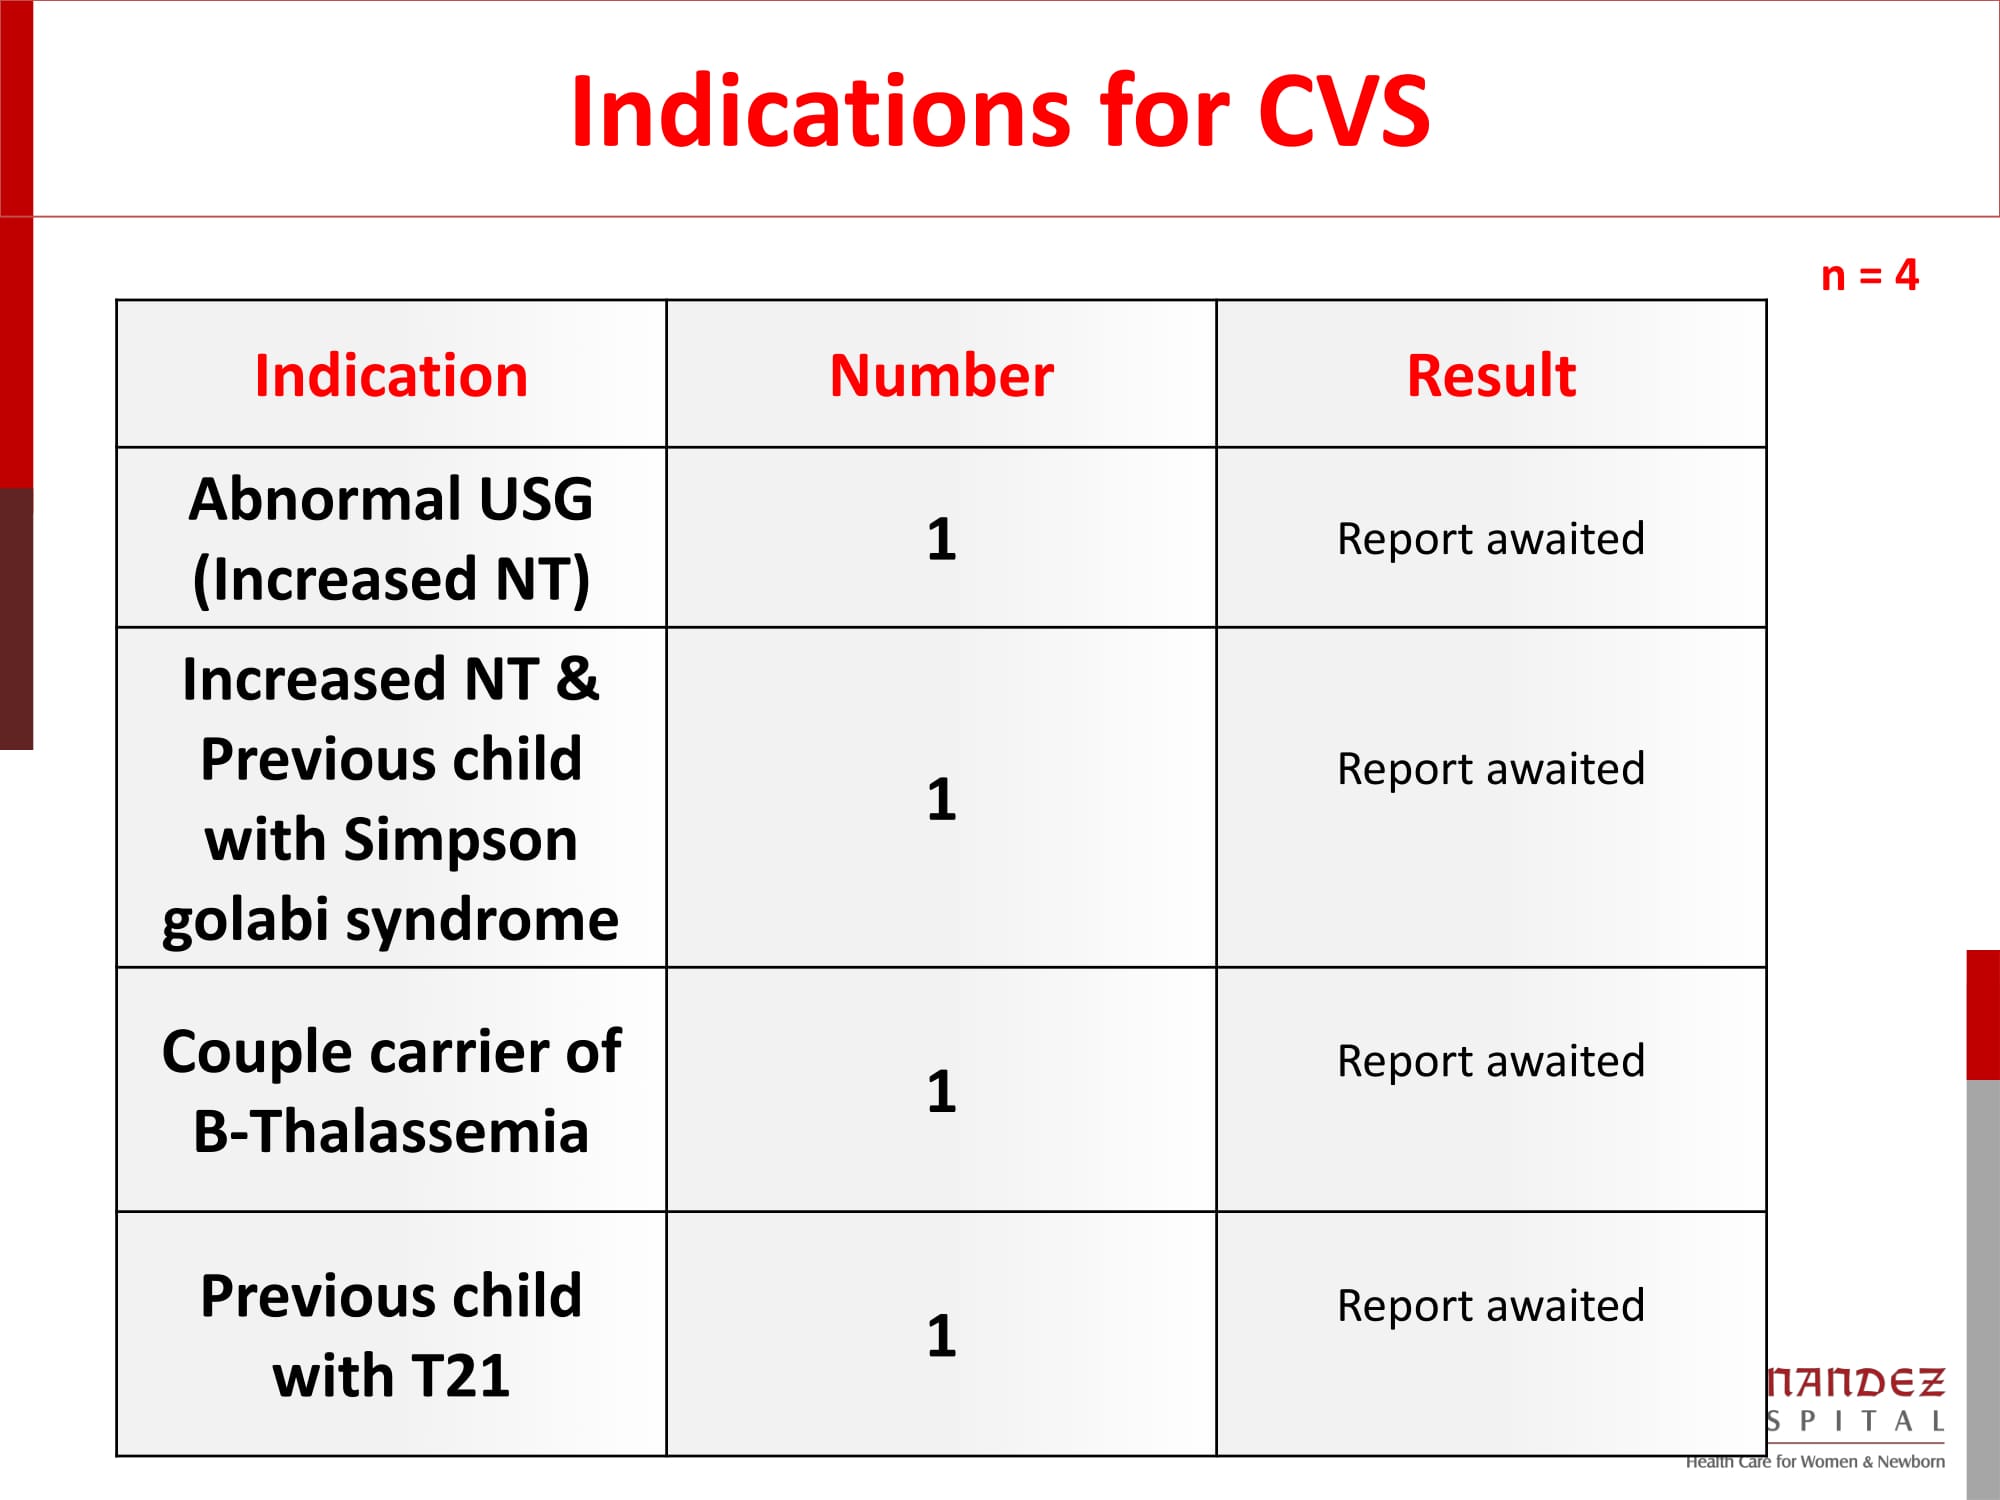 Indications for CVS
n = 4
Indication Number Result
Abnormal USG
(Increased NT)
1
Report awaited
Increased NT &
Previous child
with Simpson
golabi syndrome
1
Report awaited
Couple carrier of
B-Thalassemia
1
Report awaited
Previous child
with T21
1
Report awaited
NANDEZ
SPITAL
Health Care for Women & Newborn